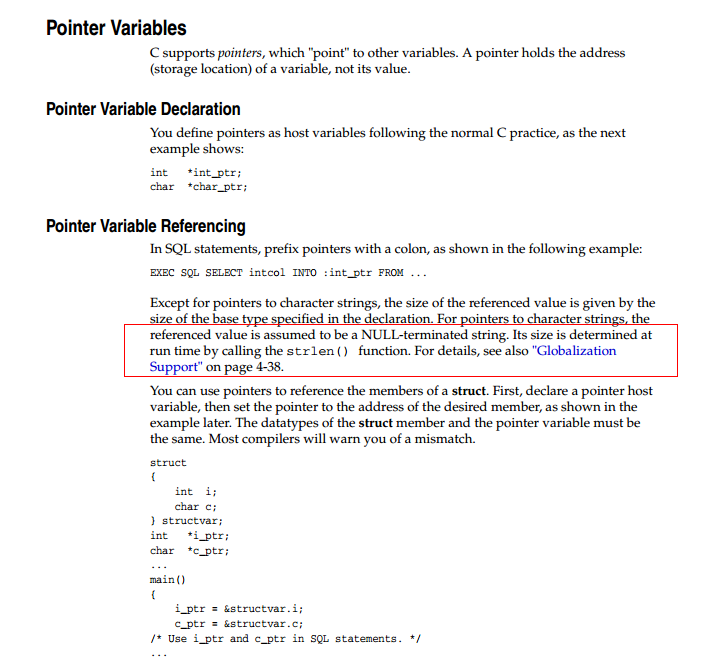 Pointer Variables
C supports pointers, which "point" to other variables. A pointer holds the address
(storage location) of a variable, not its value.
Pointer Variable Declaration
You define pointers as host variables following the normal C practice, as the next
example shows:
int   *int_ptr;
char  *char_ptr;
Pointer Variable Referencing
In SQL statements, prefix pointers with a colon, as shown in the following example:
EXEC SQL SELECT intcol INTO :int_ptr FROM ...
Except for pointers to character strings, the size of the referenced value is given by the
size of the base type specified in the declaration. For pointers to character strings, the
referenced value is assumed to be a NULL-terminated string. Its size is determined at
run time by calling the strlen() function. For details, see also "Globalization
Support" on page 4-38.
You can use pointers to reference the members of a struct. First, declare a pointer host
variable, then set the pointer to the address of the desired member, as shown in the
example later. The datatypes of the struct member and the pointer variable must be
the same. Most compilers will warn you of a mismatch.
struct
{
    int  i;
    char c;
} structvar;
int   *i_ptr;
char  *c_ptr;
...
main()
{
    i_ptr = &structvar.i;
    c_ptr = &structvar.c;
/* Use i_ptr and c_ptr in SQL statements. */
...